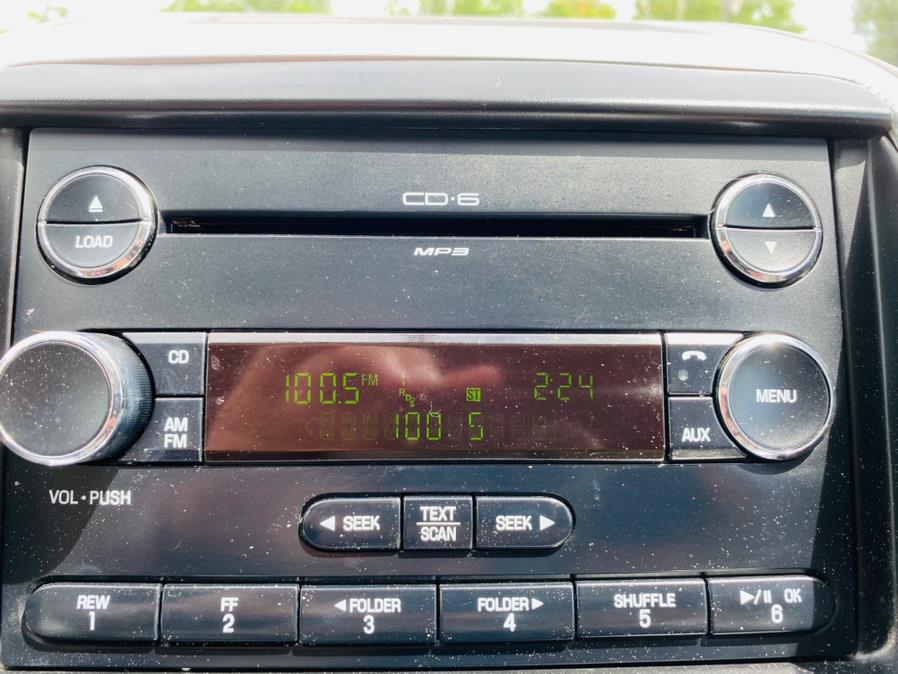 CD·6
LOAD
MP3
CD
100.5 FM RDS ST 2:24
AM
FM
100 5
MENU
AUX
VOL • PUSH
◄ SEEK
TEXT
SCAN
SEEK ►
REW
1
FF
2
◄FOLDER
3
FOLDER►
4
SHUFFLE
5
►/II OK
6